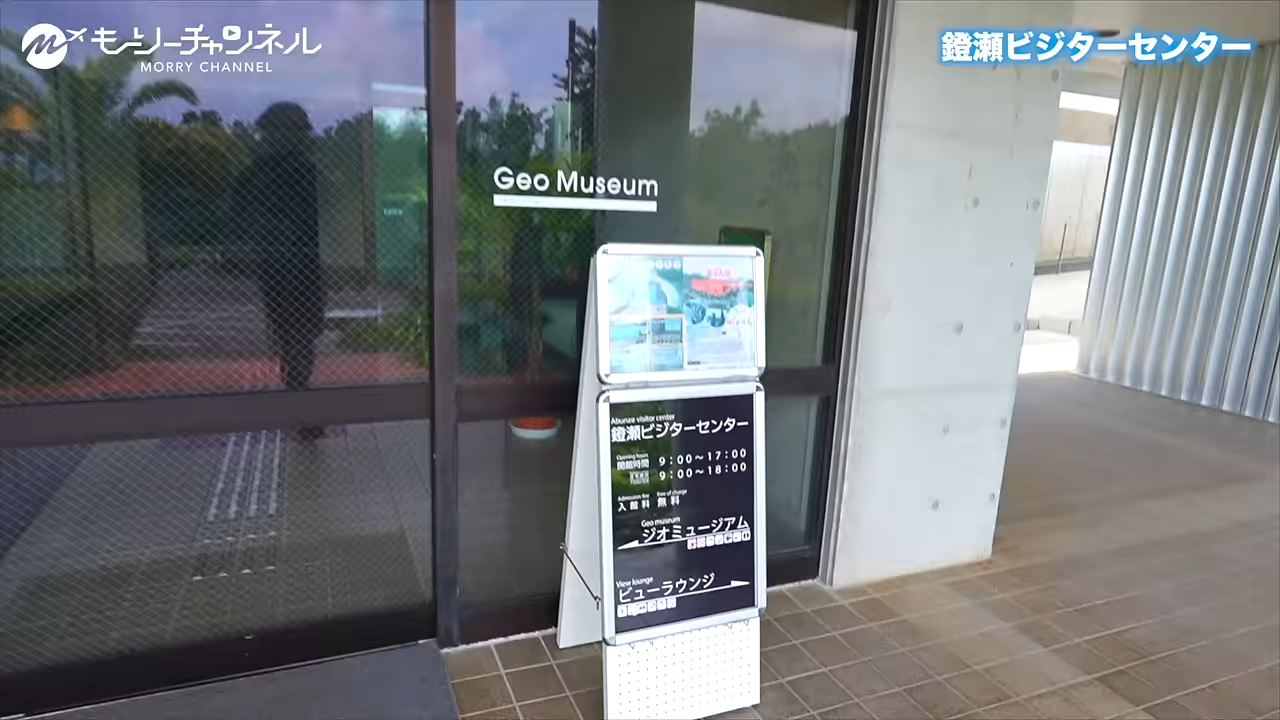 モーリーチャンネル
MORRY CHANNEL
鐙瀬ビジターセンター
Geo Museum
Abunze visitor center
鐙瀬ビジターセンター
Opening hours
開館時間 9:00～17:00
9:00～18:00
Admission fee free of charge
入館料 無料
Geo museum
ジオミュージアム
View lounge
ビューラウンジ